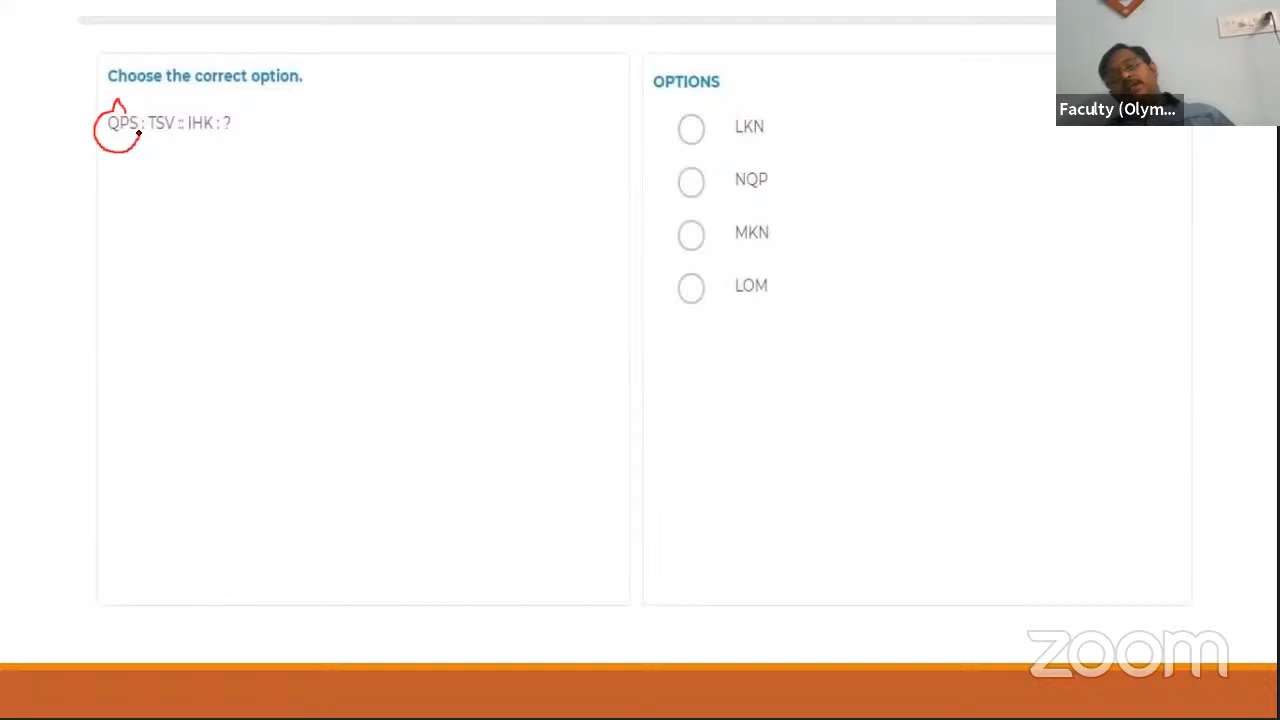 Choose the correct option.
QPS : TSV :: IHK : ?
OPTIONS
LKN
NQP
MKN
LOM
Faculty (Olym...
zoom